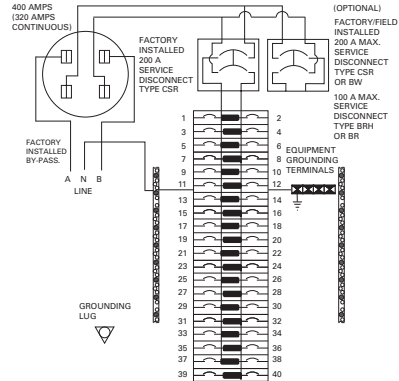 400 AMPS
(320 AMPS
CONTINUOUS)
FACTORY
INSTALLED
200 A
SERVICE
DISCONNECT
TYPE CSR
(OPTIONAL)
FACTORY/FIELD
INSTALLED
200 A MAX.
SERVICE
DISCONNECT
TYPE CSR
OR BW
100 A MAX.
SERVICE
DISCONNECT
TYPE BRH
OR BR
FACTORY
INSTALLED
BY-PASS.
A N B
LINE
EQUIPMENT
GROUNDING
TERMINALS
GROUNDING
LUG
1 2
3 4
5 6
7 8
9 10
11 12
13 14
15 16
17 18
19 20
21 22
23 24
25 26
27 28
29 30
31 32
33 34
35 36
37 38
39 40